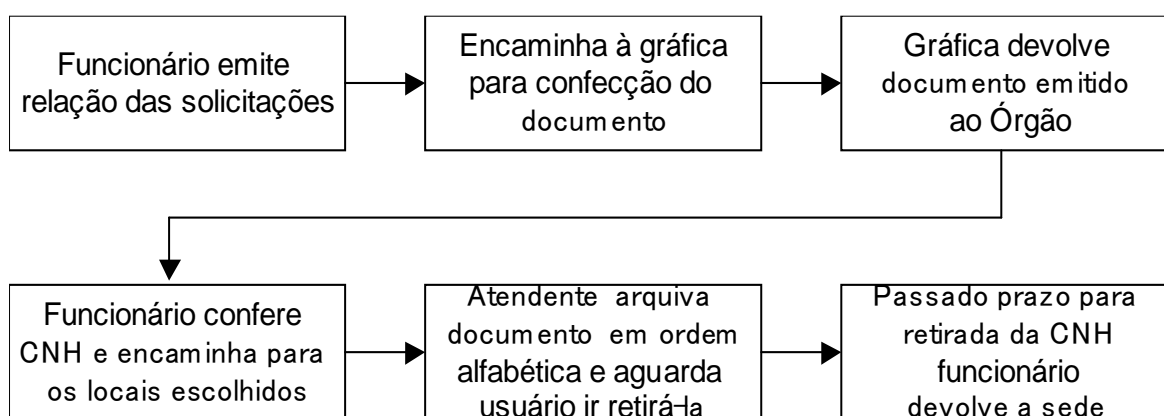 Funcionário emite
relação das solicitações
Encaminha à gráfica
para confecção do
documento
Gráfica devolve
documento emitido
ao Órgão
Funcionário confere
CNH e encaminha para
os locais escolhidos
Atendente arquiva
documento em ordem
alfabética e aguarda
usuário ir retirá-la
Passado prazo para
retirada da CNH
funcionário
devolve a sede